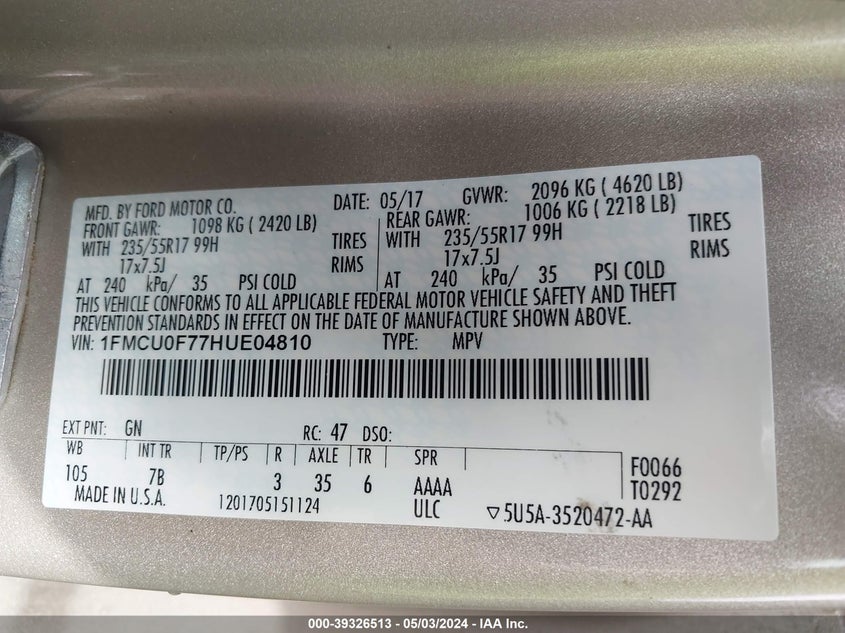 MFD. BY FORD MOTOR CO. DATE: 05/17 GVWR: 2096 KG ( 4620 LB)
FRONT GAWR: 1098 KG ( 2420 LB) REAR GAWR: 1006 KG ( 2218 LB)
WITH 235/55R17 99H TIRES WITH 235/55R17 99H TIRES
17x7.5J RIMS 17x7.5J RIMS
AT 240 kPa/ 35 PSI COLD AT 240 kPa/ 35 PSI COLD
THIS VEHICLE CONFORMS TO ALL APPLICABLE FEDERAL MOTOR VEHICLE SAFETY AND THEFT
PREVENTION STANDARDS IN EFFECT ON THE DATE OF MANUFACTURE SHOWN ABOVE.
VIN: 1FMCU0F77HUE04810 TYPE: MPV
EXT PNT: GN RC: 47 DSO:
WB INT TR TP/PS R AXLE TR SPR F0066
105 7B 3 35 6 AAAA T0292
MADE IN U.S.A. 1201705151124 ULC ▽5U5A-3520472-AA
000-39326513 - 05/03/2024 - IAA Inc.